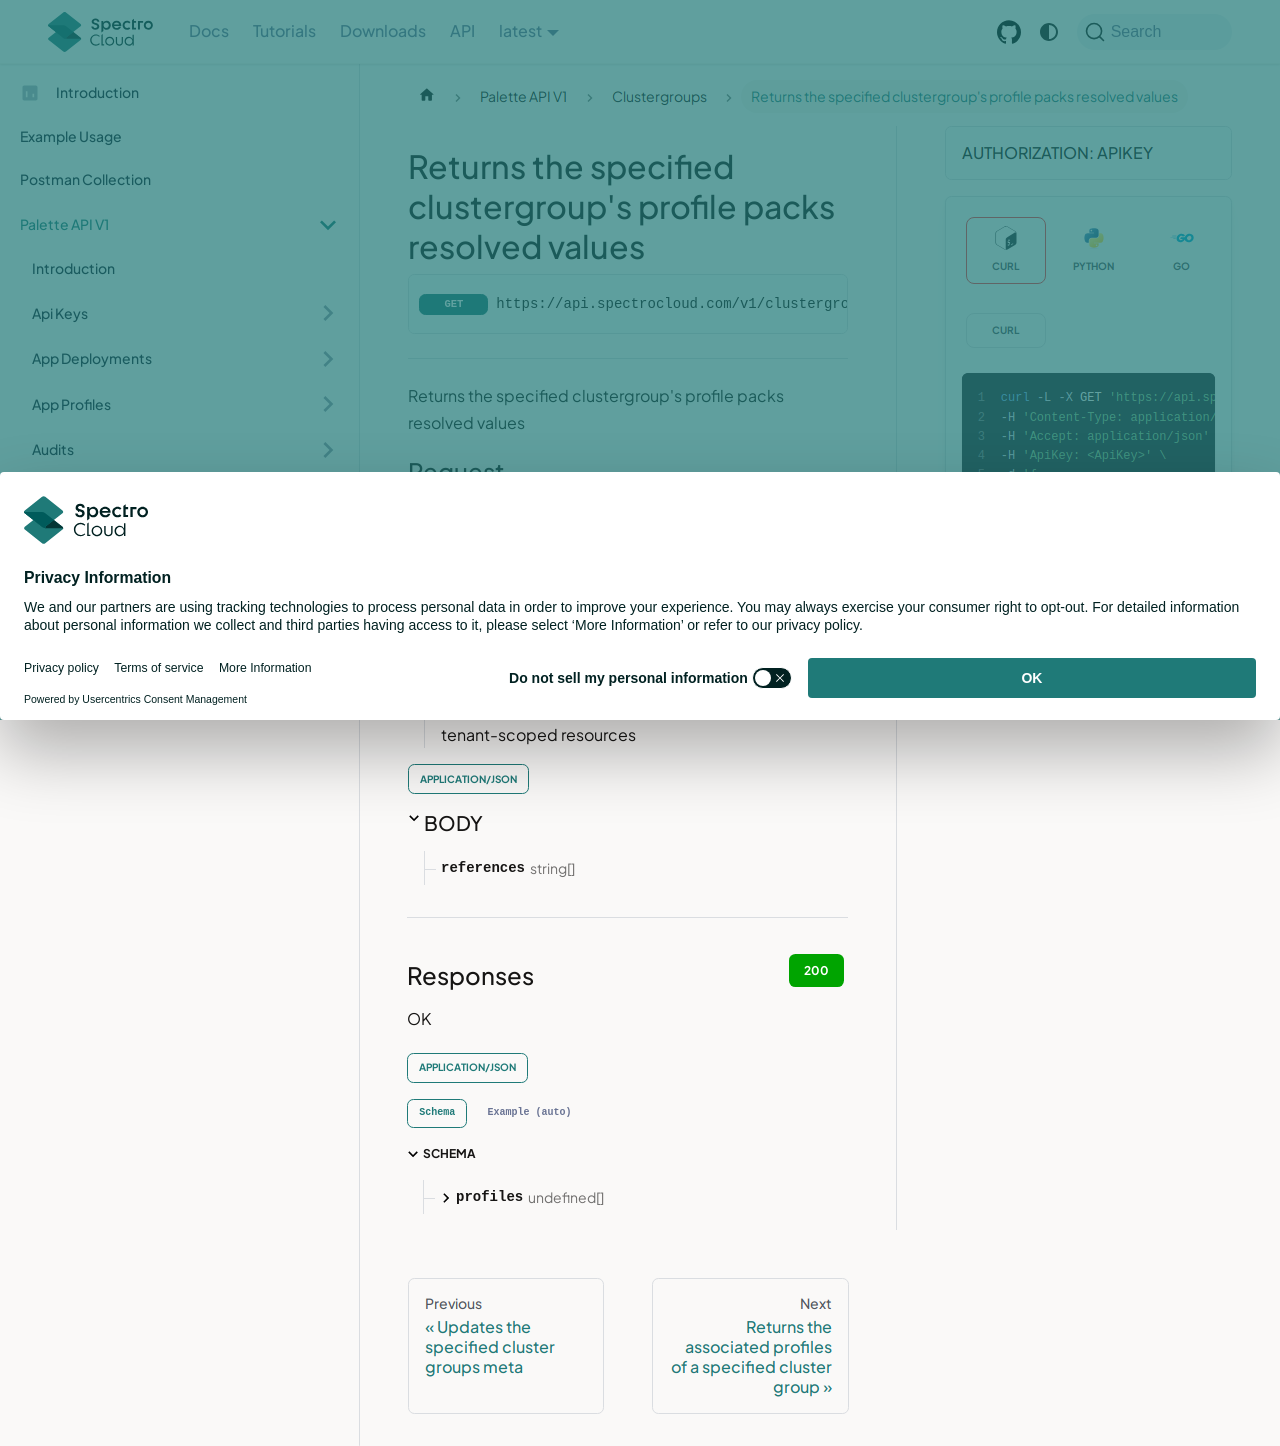 Spectro Cloud
Docs
Tutorials
Downloads
API
latest
Search
Introduction
Example Usage
Postman Collection
Palette API V1
Introduction
Api Keys
App Deployments
App Profiles
Audits
Palette API V1
Clustergroups
Returns the specified clustergroup's profile packs resolved values
Returns the specified
clustergroup's profile packs
resolved values
GET https://api.spectrocloud.com/v1/clustergro
Returns the specified clustergroup's profile packs
resolved values
Request
AUTHORIZATION: APIKEY
CURL
PYTHON
GO
CURL
1 curl -L -X GET 'https://api.sp
2 -H 'Content-Type: application/
3 -H 'Accept: application/json'
4 -H 'ApiKey: <ApiKey>' \
Spectro
Cloud
Privacy Information
We and our partners are using tracking technologies to process personal data in order to improve your experience. You may always exercise your consumer right to opt-out. For detailed information
about personal information we collect and third parties having access to it, please select ‘More Information’ or refer to our privacy policy.
Privacy policy
Terms of service
More Information
Powered by Usercentrics Consent Management
Do not sell my personal information
OK
tenant-scoped resources
APPLICATION/JSON
BODY
references string[]
Responses
200
OK
APPLICATION/JSON
Schema
Example (auto)
SCHEMA
profiles undefined[]
Previous
« Updates the
specified cluster
groups meta
Next
Returns the
associated profiles
of a specified cluster
group »